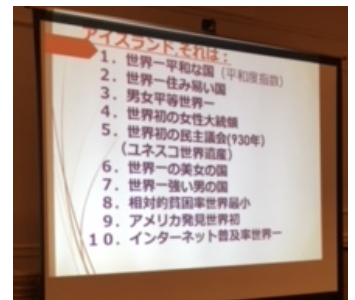 アイスランド、それは：
1．世界一平和な国（平和度指数）
2．世界一住み易い国
3．男女平等世界一
4．世界初の女性大統領
5．世界初の民主議会(930年)
（ユネスコ世界遺産）
6．世界一の美女の国
7．世界一強い男の国
8．相対的貧困率世界最小
9．アメリカ発見世界初
10．インターネット普及率世界一